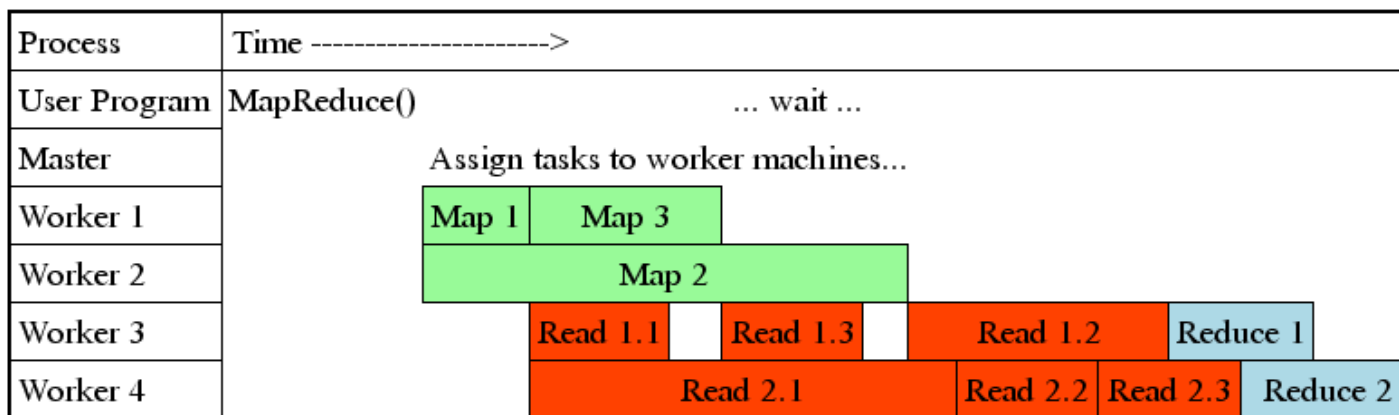 Process Time ---------------------->
User Program MapReduce() ... wait ...
Master Assign tasks to worker machines...
Worker 1 Map 1 Map 3
Worker 2 Map 2
Worker 3 Read 1.1 Read 1.3 Read 1.2 Reduce 1
Worker 4 Read 2.1 Read 2.2 Read 2.3 Reduce 2